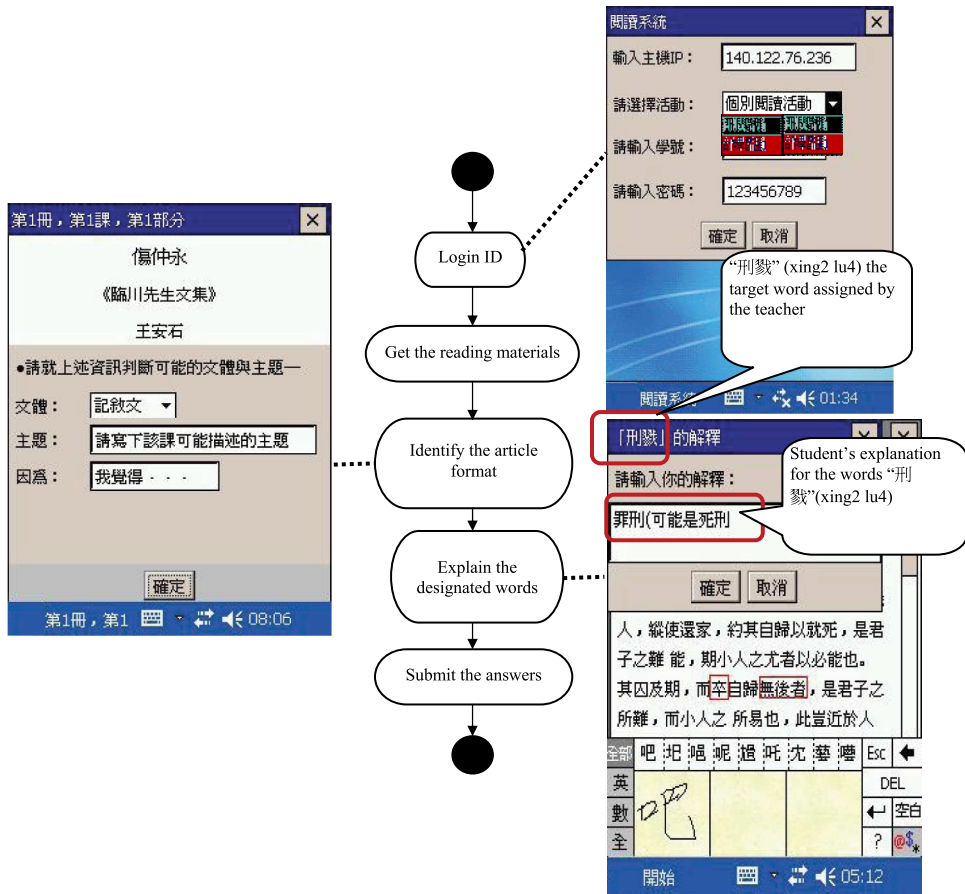 閱讀系統
輸入主機IP：
140.122.76.236
請選擇活動：
個別閱讀活動
請輸入學號：
請輸入密碼：
123456789
確定
取消
閱讀系統
01:34
Login ID
Get the reading materials
Identify the article
format
Explain the
designated words
Submit the answers
第1冊，第1課，第1部分
傷仲永
《臨川先生文集》
王安石
●請就上述資訊判斷可能的文體與主題一
文體：
記敘文
主題：
請寫下該課可能描述的主題
因為：
我覺得．．．
確定
第1冊，第1
08:06
“刑戮” (xing2 lu4) the
target word assigned by
the teacher
「刑戮」的解釋
請輸入你的解釋：
罪刑(可能是死刑
Student’s explanation
for the words “刑
戮”(xing2 lu4)
確定
取消
人，縱使還家，約其自歸以就死，是君
子之難 能，期小人之尤者以必能也。
其囚及期，而卒自歸無後者，是君子之
所難，而小人之 所易也，此豈近於人
全部
吧
Esc
英
DEL
數
空白
全
?
@$*
開始
05:12